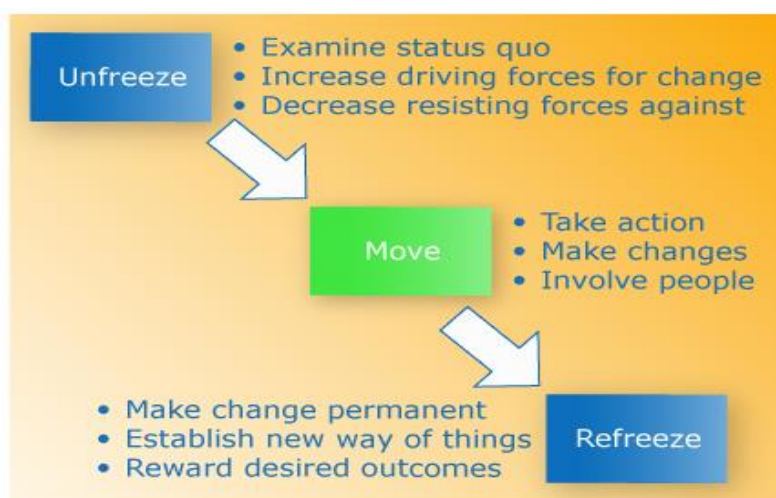 Unfreeze
• Examine status quo
• Increase driving forces for change
• Decrease resisting forces against
Move
• Take action
• Make changes
• Involve people
• Make change permanent
• Establish new way of things
• Reward desired outcomes
Refreeze